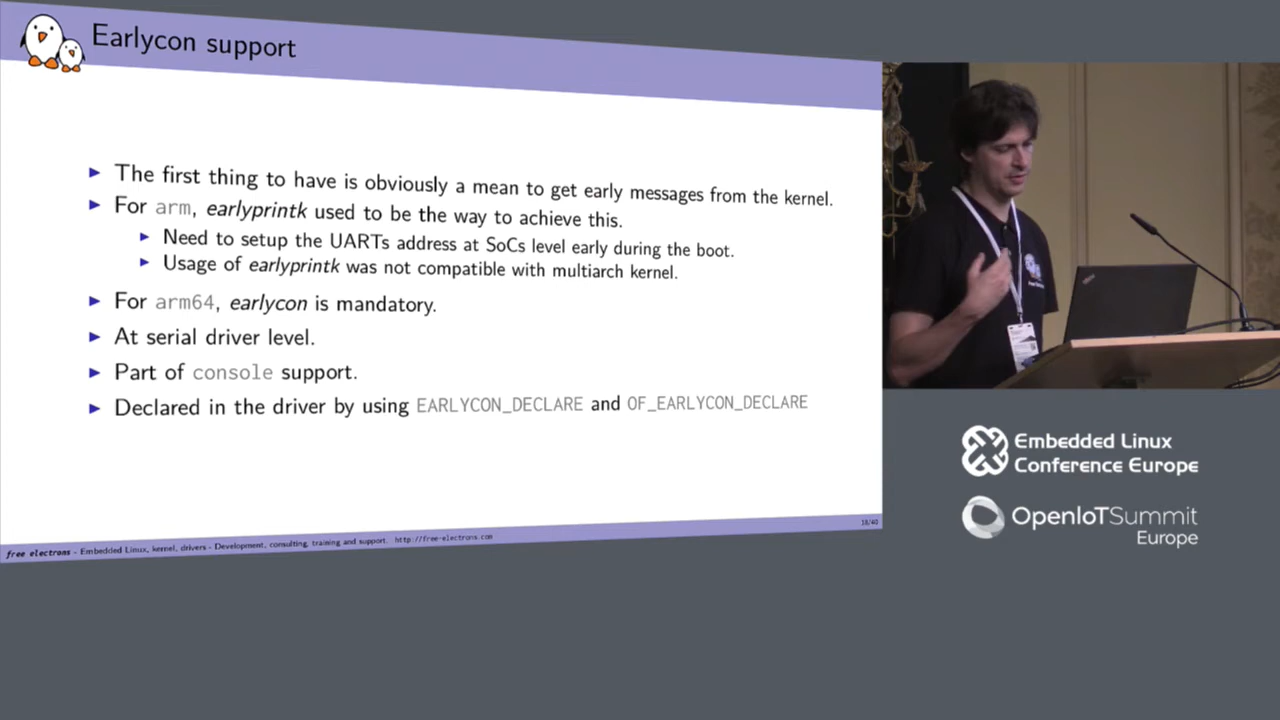 Earlycon support
The first thing to have is obviously a mean to get early messages from the kernel.
For arm, earlyprintk used to be the way to achieve this.
Need to setup the UARTs address at SoCs level early during the boot.
Usage of earlyprintk was not compatible with multiarch kernel.
For arm64, earlycon is mandatory.
At serial driver level.
Part of console support.
Declared in the driver by using EARLYCON_DECLARE and OF_EARLYCON_DECLARE
18/40
free electrons - Embedded Linux, kernel, drivers - Development, consulting, training and support. http://free-electrons.com
Embedded Linux
Conference Europe
OpenIoTSummit
Europe